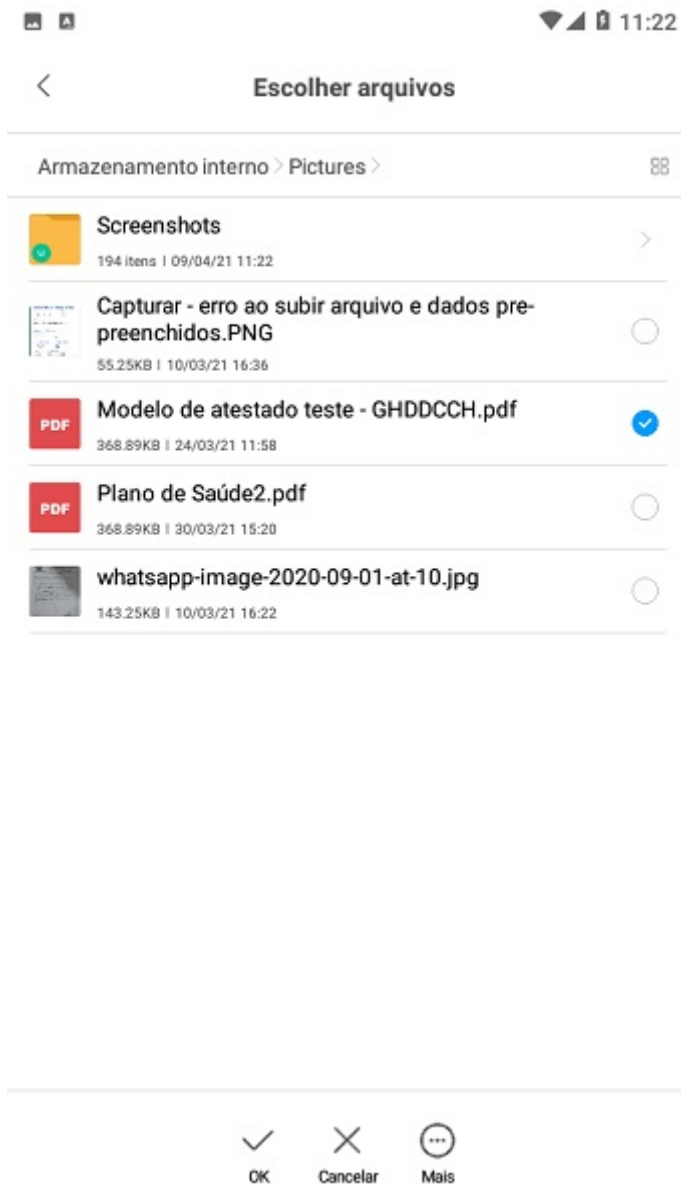 11:22
Escolher arquivos
Armazenamento interno > Pictures >
Screenshots
194 itens | 09/04/21 11:22
Capturar - erro ao subir arquivo e dados pre-
preenchidos.PNG
55.25KB | 10/03/21 16:36
PDF
Modelo de atestado teste - GHDDCCH.pdf
368.89KB | 24/03/21 11:58
PDF
Plano de Saúde2.pdf
368.89KB | 30/03/21 15:20
whatsapp-image-2020-09-01-at-10.jpg
143.25KB | 10/03/21 16:22
OK Cancelar Mais